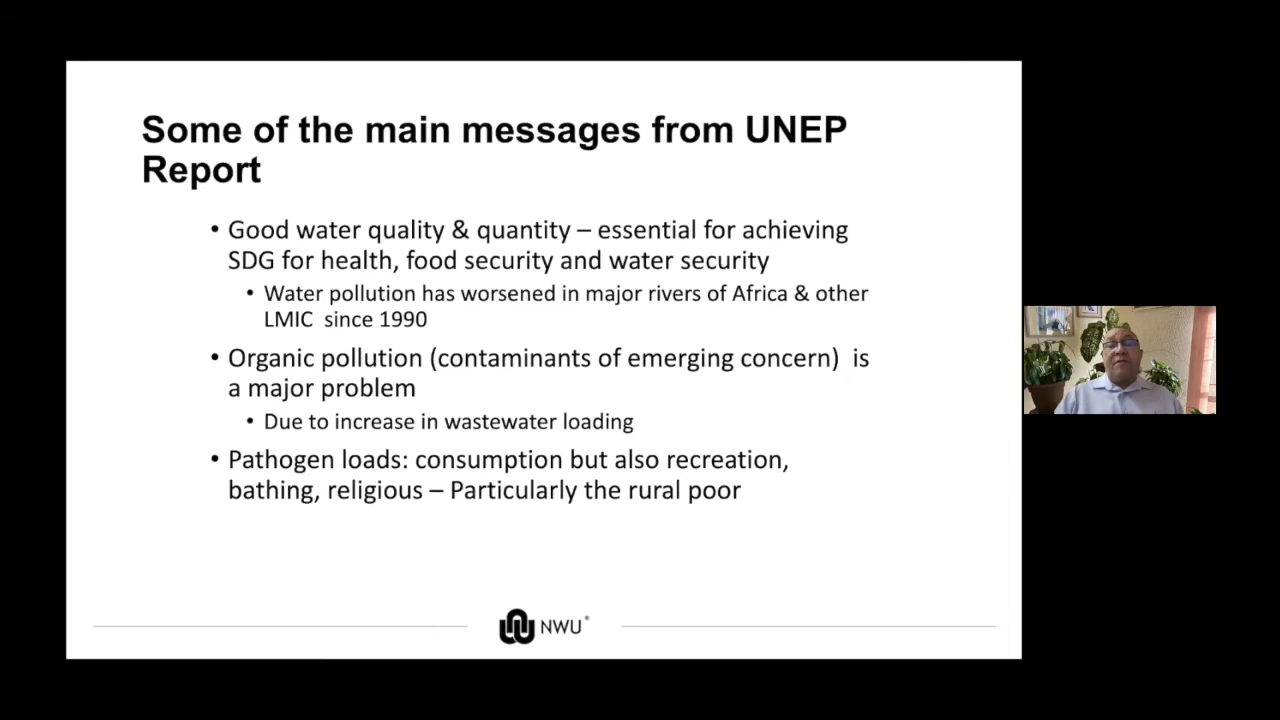 Some of the main messages from UNEP
Report
• Good water quality & quantity – essential for achieving
SDG for health, food security and water security
• Water pollution has worsened in major rivers of Africa & other
LMIC  since 1990
• Organic pollution (contaminants of emerging concern)  is
a major problem
• Due to increase in wastewater loading
• Pathogen loads: consumption but also recreation,
bathing, religious – Particularly the rural poor
NWU®